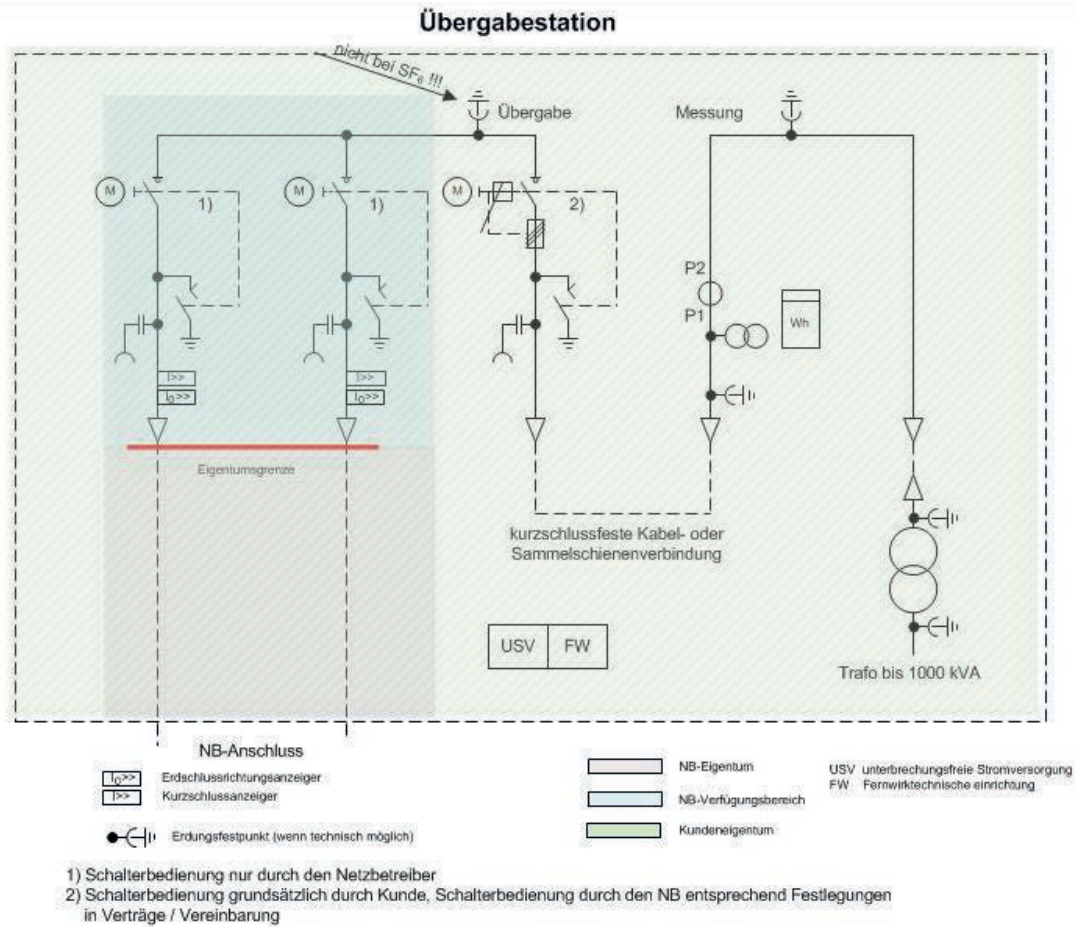 Übergabestation
nicht bei SF₆ !!!
Übergabe
Messung
M
1)
M
1)
M
2)
P2
P1
Wh
I>>
I₀>>
I>>
I₀>>
Eigentumsgrenze
kurzschlussfeste Kabel- oder
Sammelschienenverbindung
USV
FW
Trafo bis 1000 kVA
NB-Anschluss
I₀>> Erdschlussrichtungsanzeiger
I>> Kurzschlussanzeiger
Erdungsfestpunkt (wenn technisch möglich)
NB-Eigentum
NB-Verfügungsbereich
Kundeneigentum
USV unterbrechungsfreie Stromversorgung
FW Fernwirktechnische einrichtung
1) Schalterbedienung nur durch den Netzbetreiber
2) Schalterbedienung grundsätzlich durch Kunde, Schalterbedienung durch den NB entsprechend Festlegungen
in Verträge / Vereinbarung